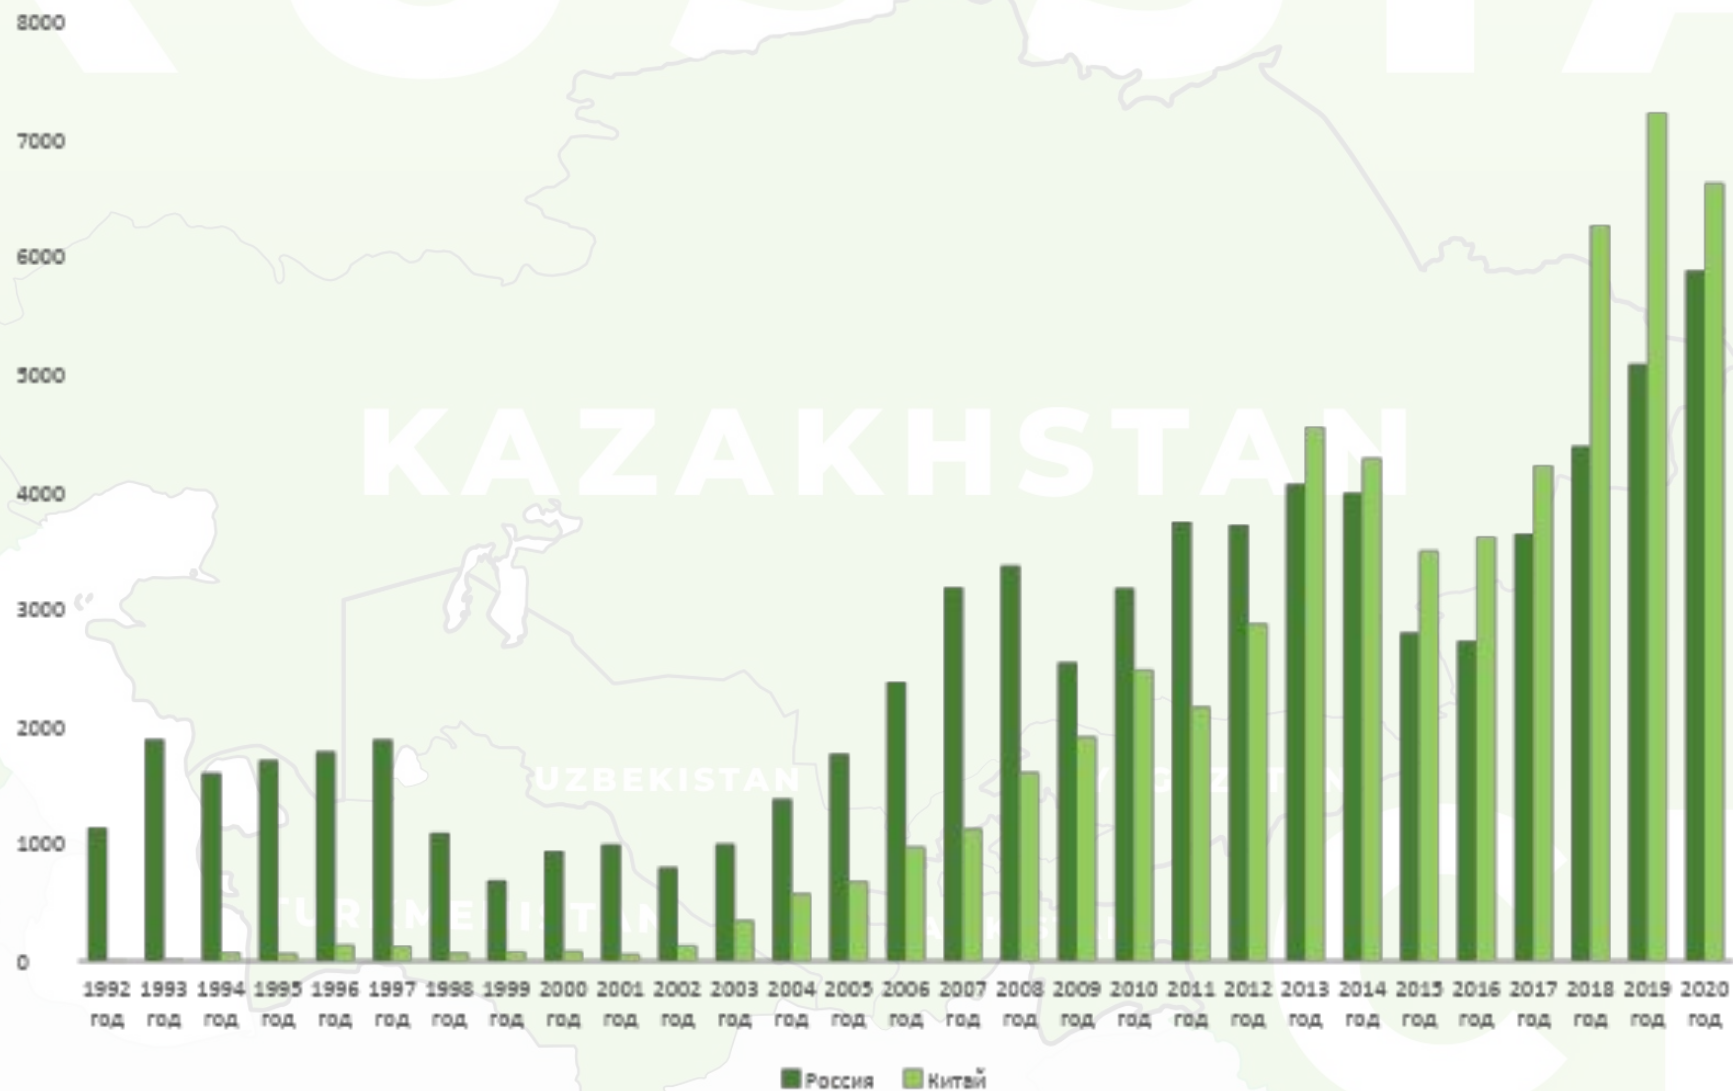 8000
7000
6000
5000
4000
3000
2000
1000
0
KAZAKHSTAN
UZBEKISTAN
TURKMENISTAN
1992 1993 1994 1995 1996 1997 1998 1999 2000 2001 2002 2003 2004 2005 2006 2007 2008 2009 2010 2011 2012 2013 2014 2015 2016 2017 2018 2019 2020
год год год год год год год год год год год год год год год год год год год год год год год год год год год год год
Россия Китай